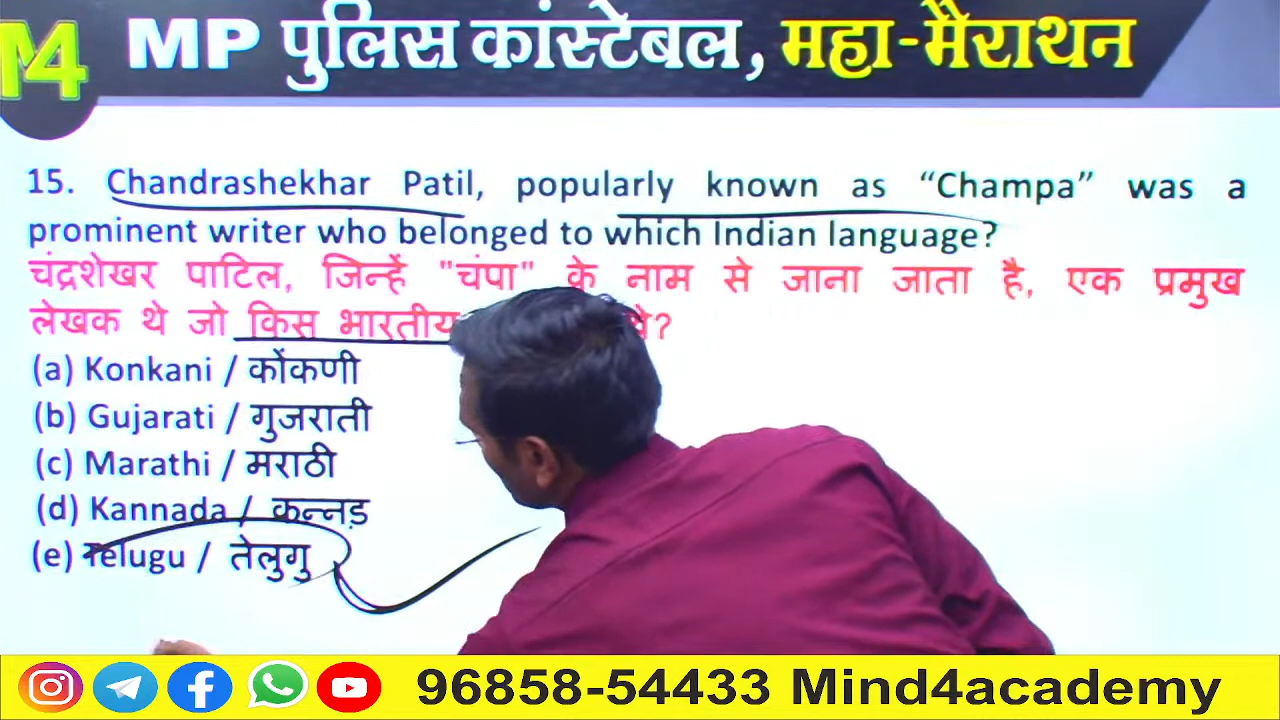 M4
MP पुलिस कांस्टेबल, महा-मैराथन
15. Chandrashekhar Patil, popularly known as “Champa” was a
prominent writer who belonged to which Indian language?
चंद्रशेखर पाटिल, जिन्हें "चंपा" के नाम से जाना जाता है, एक प्रमुख
लेखक थे जो किस भारतीय थे?
(a) Konkani / कोंकणी
(b) Gujarati / गुजराती
(c) Marathi / मराठी
(d) Kannada / कन्नड़
(e) Telugu / तेलुगु
96858-54433 Mind4academy